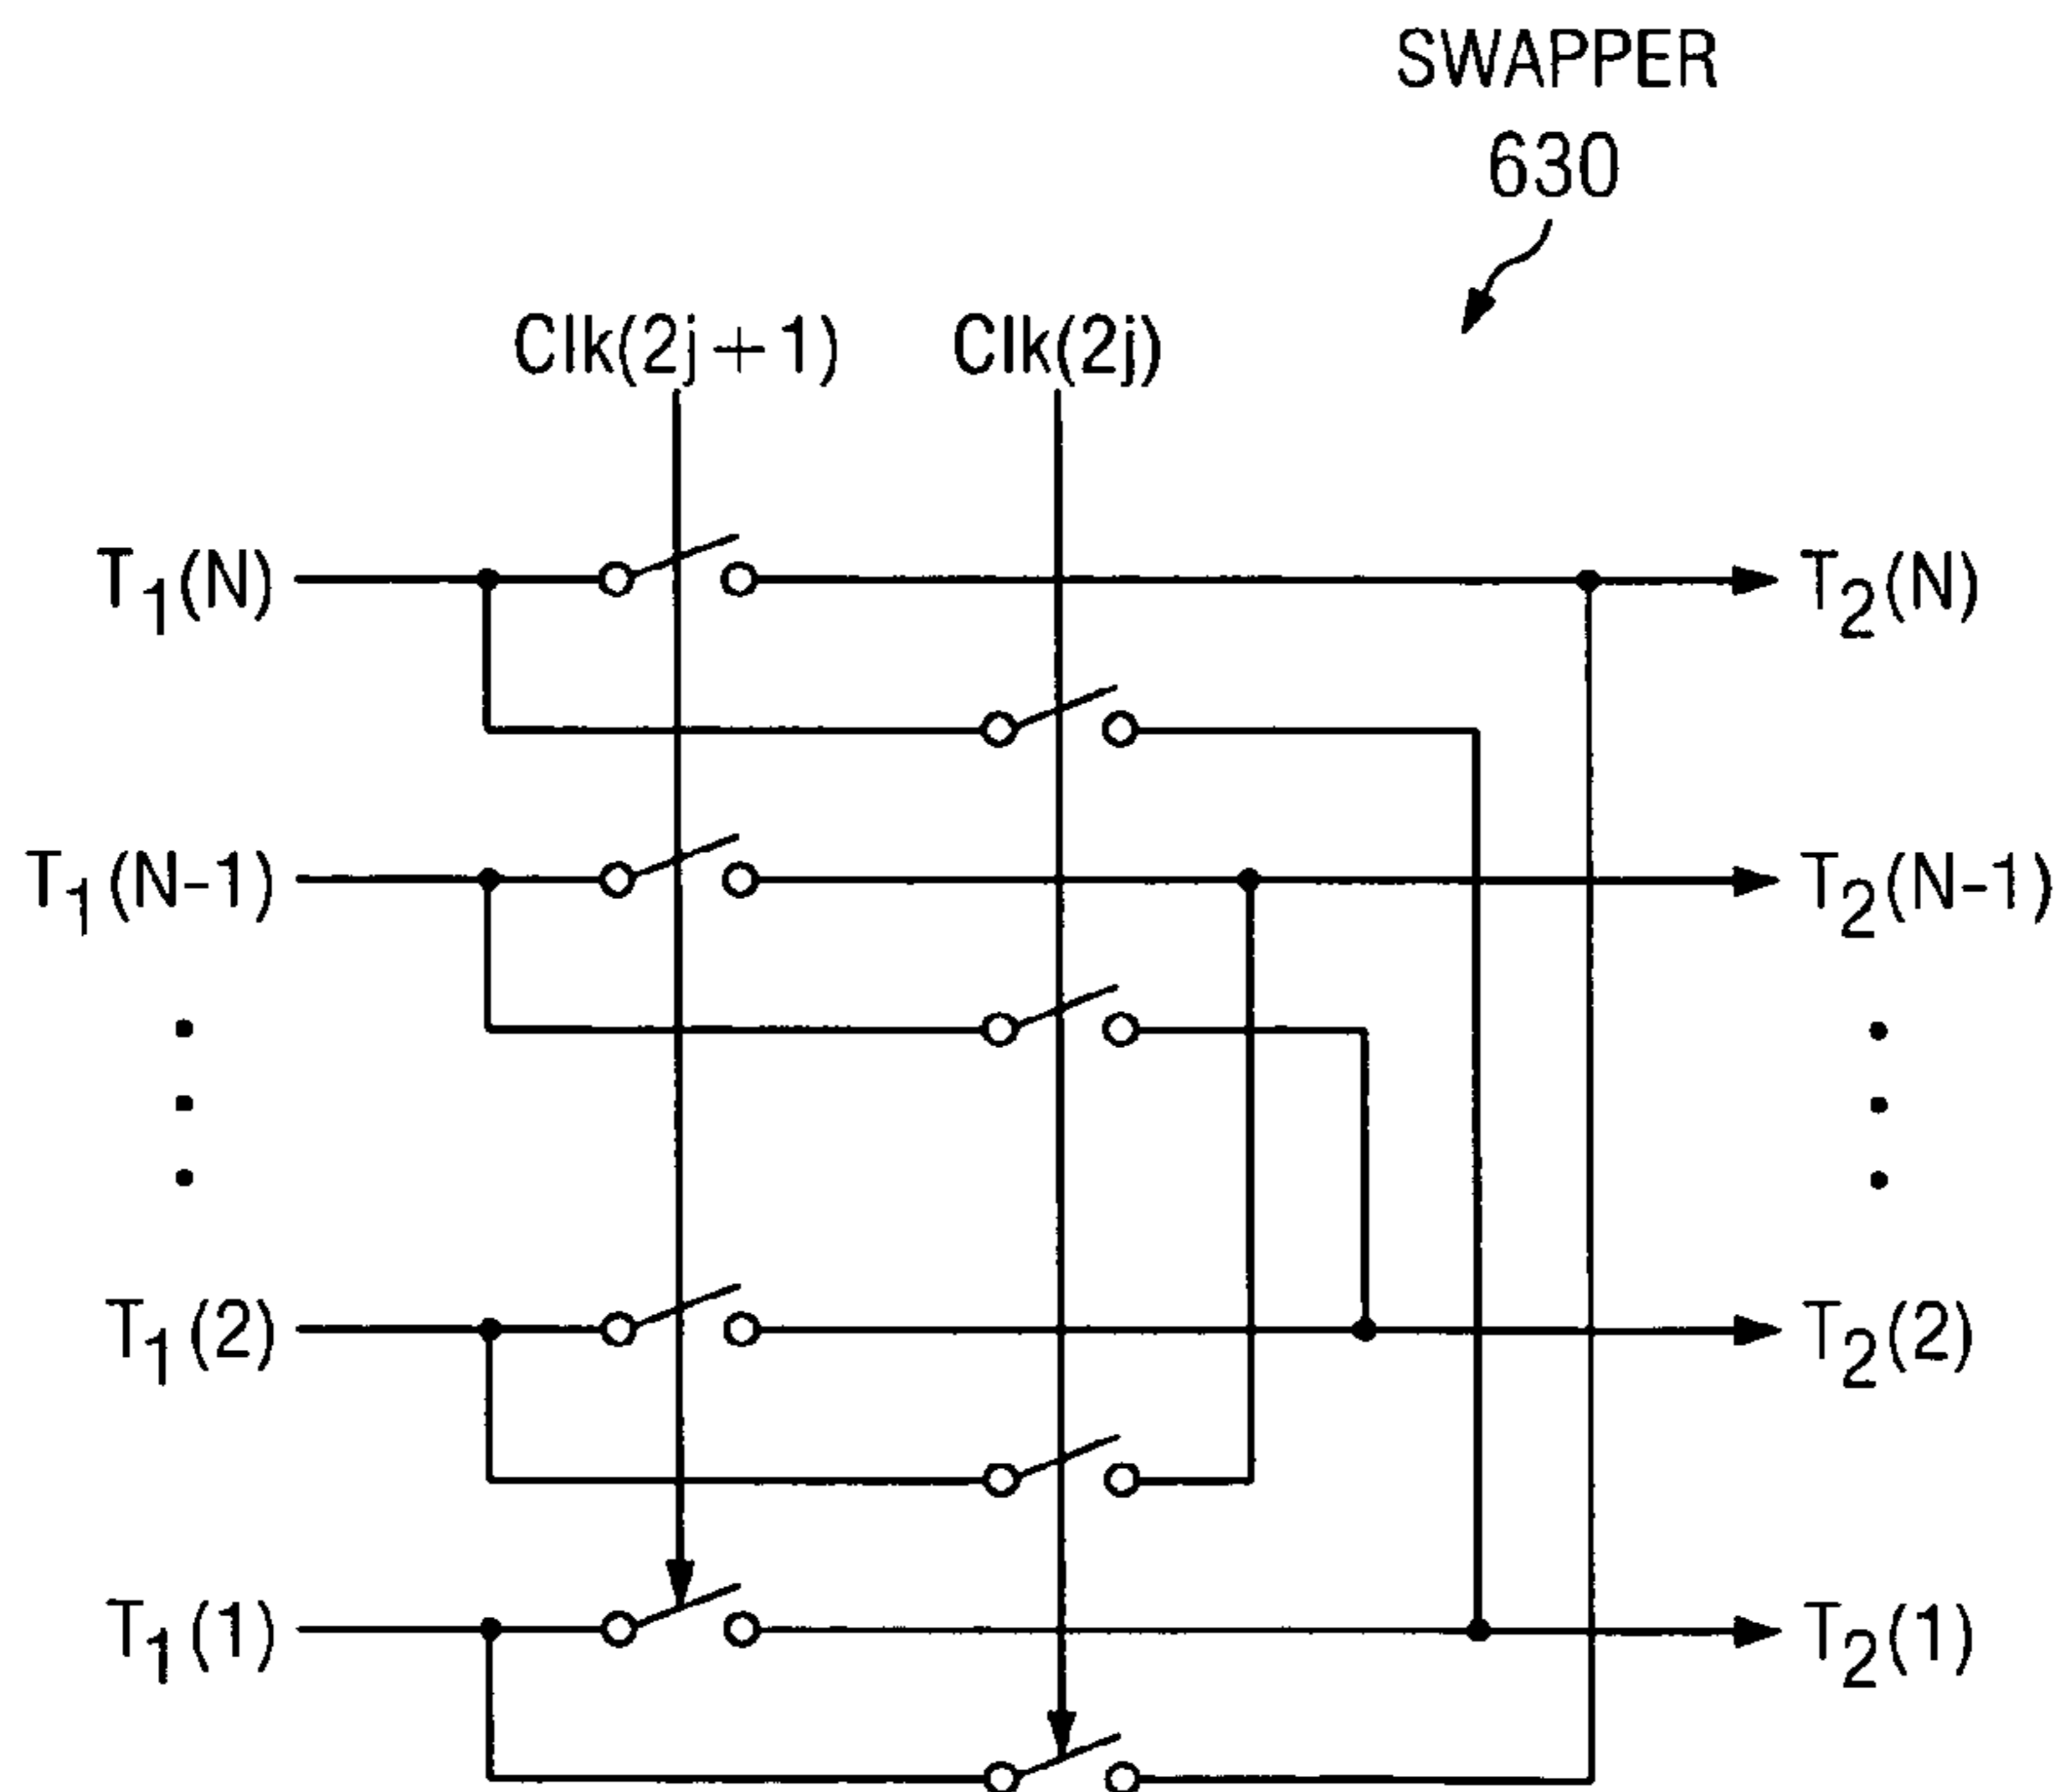 SWAPPER
630
Clk(2j+1) Clk(2j)
T1(N) T2(N)
T1(N-1) T2(N-1)
T1(2) T2(2)
T1(1) T2(1)